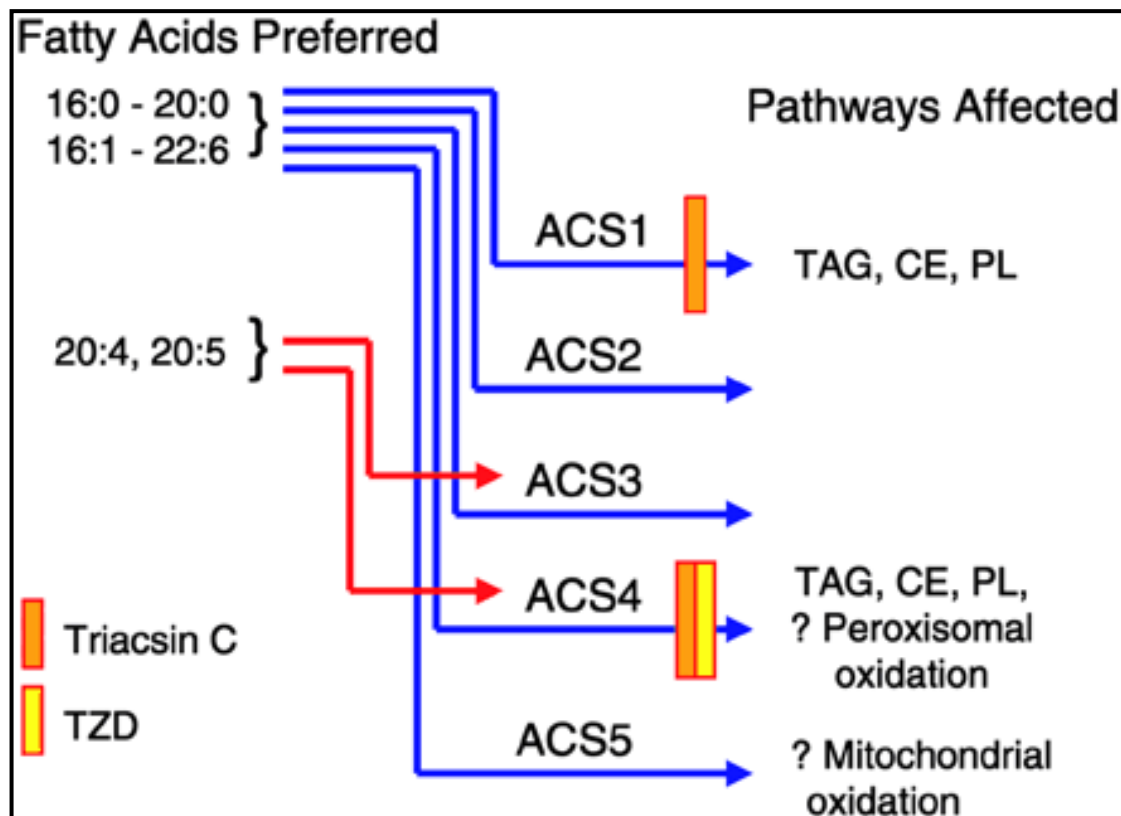 Fatty Acids Preferred
16:0 - 20:0
16:1 - 22:6
}
Pathways Affected
ACS1
TAG, CE, PL
20:4, 20:5 }
ACS2
ACS3
ACS4
TAG, CE, PL,
? Peroxisomal
oxidation
Triacsin C
TZD
ACS5
? Mitochondrial
oxidation